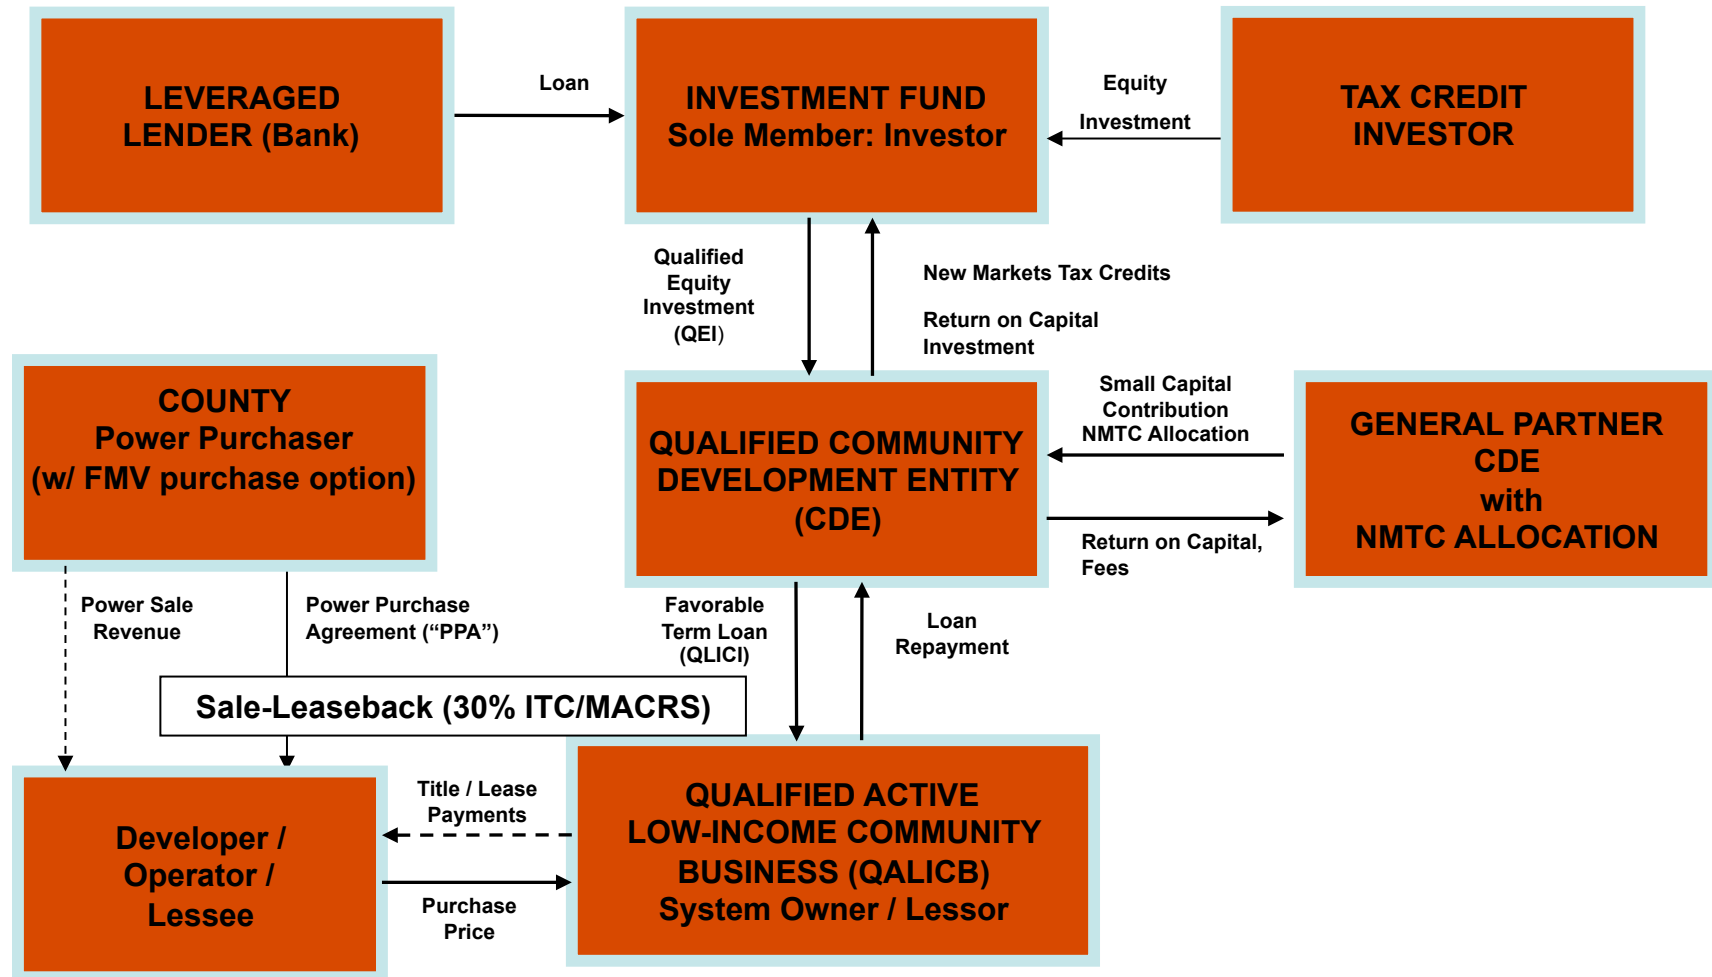 LEVERAGED
LENDER (Bank)
Loan
INVESTMENT FUND
Sole Member: Investor
Equity
Investment
TAX CREDIT
INVESTOR
Qualified
Equity
Investment
(QEI)
New Markets Tax Credits
Return on Capital
Investment
COUNTY
Power Purchaser
(w/ FMV purchase option)
QUALIFIED COMMUNITY
DEVELOPMENT ENTITY
(CDE)
Small Capital
Contribution
NMTC Allocation
Return on Capital,
Fees
GENERAL PARTNER
CDE
with
NMTC ALLOCATION
Power Sale
Revenue
Power Purchase
Agreement (“PPA”)
Favorable
Term Loan
(QLICI)
Loan
Repayment
Sale-Leaseback (30% ITC/MACRS)
Developer /
Operator /
Lessee
Title / Lease
Payments
Purchase
Price
QUALIFIED ACTIVE
LOW-INCOME COMMUNITY
BUSINESS (QALICB)
System Owner / Lessor